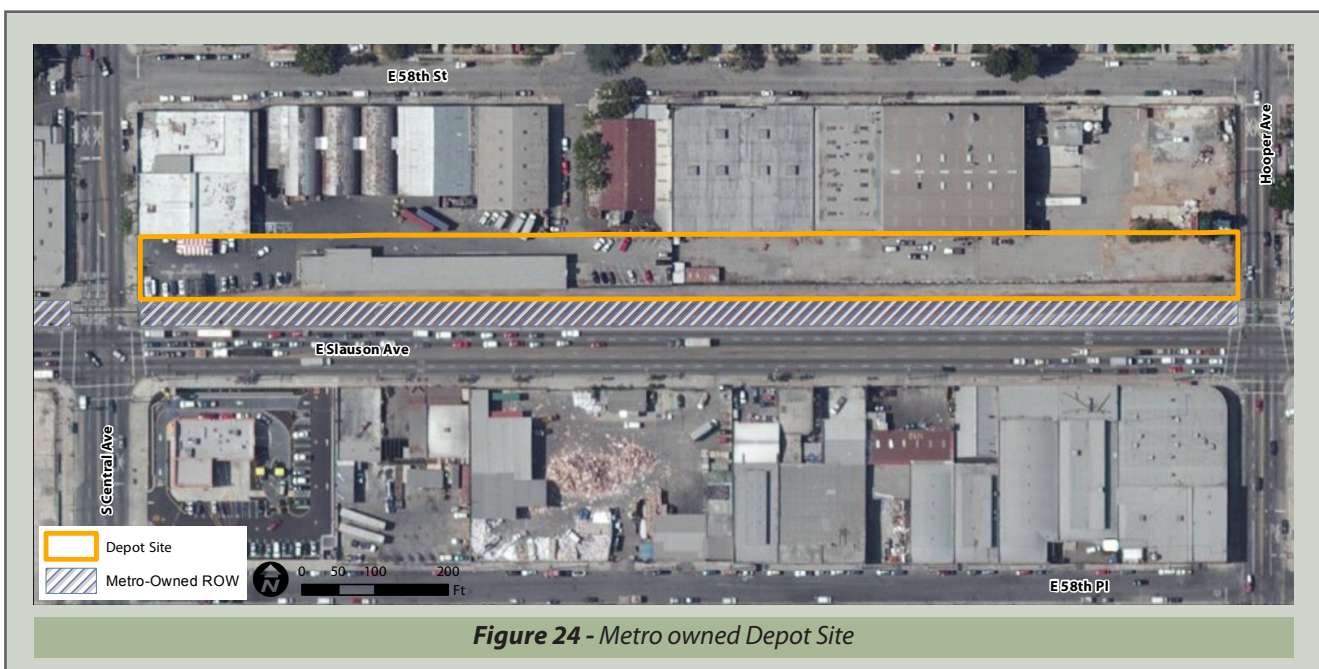 E 58th St
Hooper Ave
E Slauson Ave
S Central Ave
Depot Site
Metro-Owned ROW
N
0 50 100 200
Ft
E 58th Pl
Figure 24 - Metro owned Depot Site